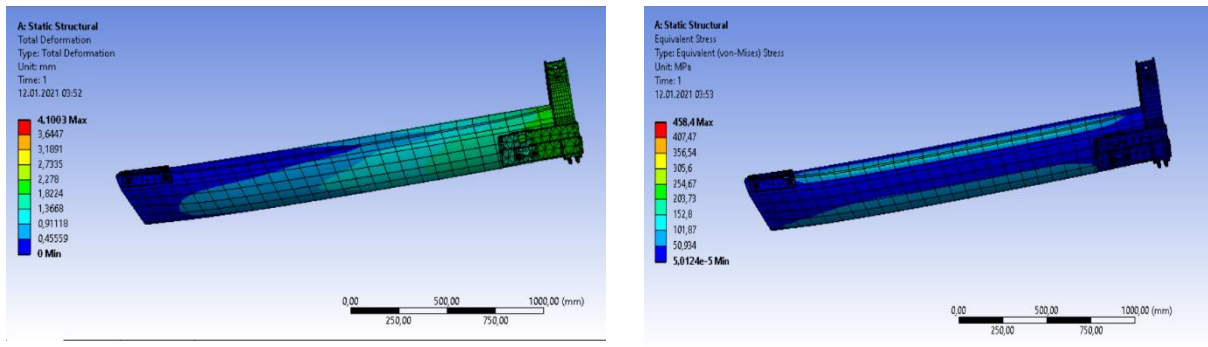 A: Static Structural
Total Deformation
Type: Total Deformation
Unit: mm
Time: 1
12.01.2021 03:52
4,1003 Max
3,6447
3,1891
2,7335
2,278
1,8224
1,3668
0,91118
0,45559
0 Min
0,00
500,00
1000,00 (mm)
250,00
750,00
A: Static Structural
Equivalent Stress
Type: Equivalent (von-Mises) Stress
Unit: MPa
Time: 1
12.01.2021 03:53
458,4 Max
407,47
356,54
305,6
254,67
203,73
152,8
101,87
50,934
5,0124e-5 Min
0,00
500,00
1000,00 (mm)
250,00
750,00